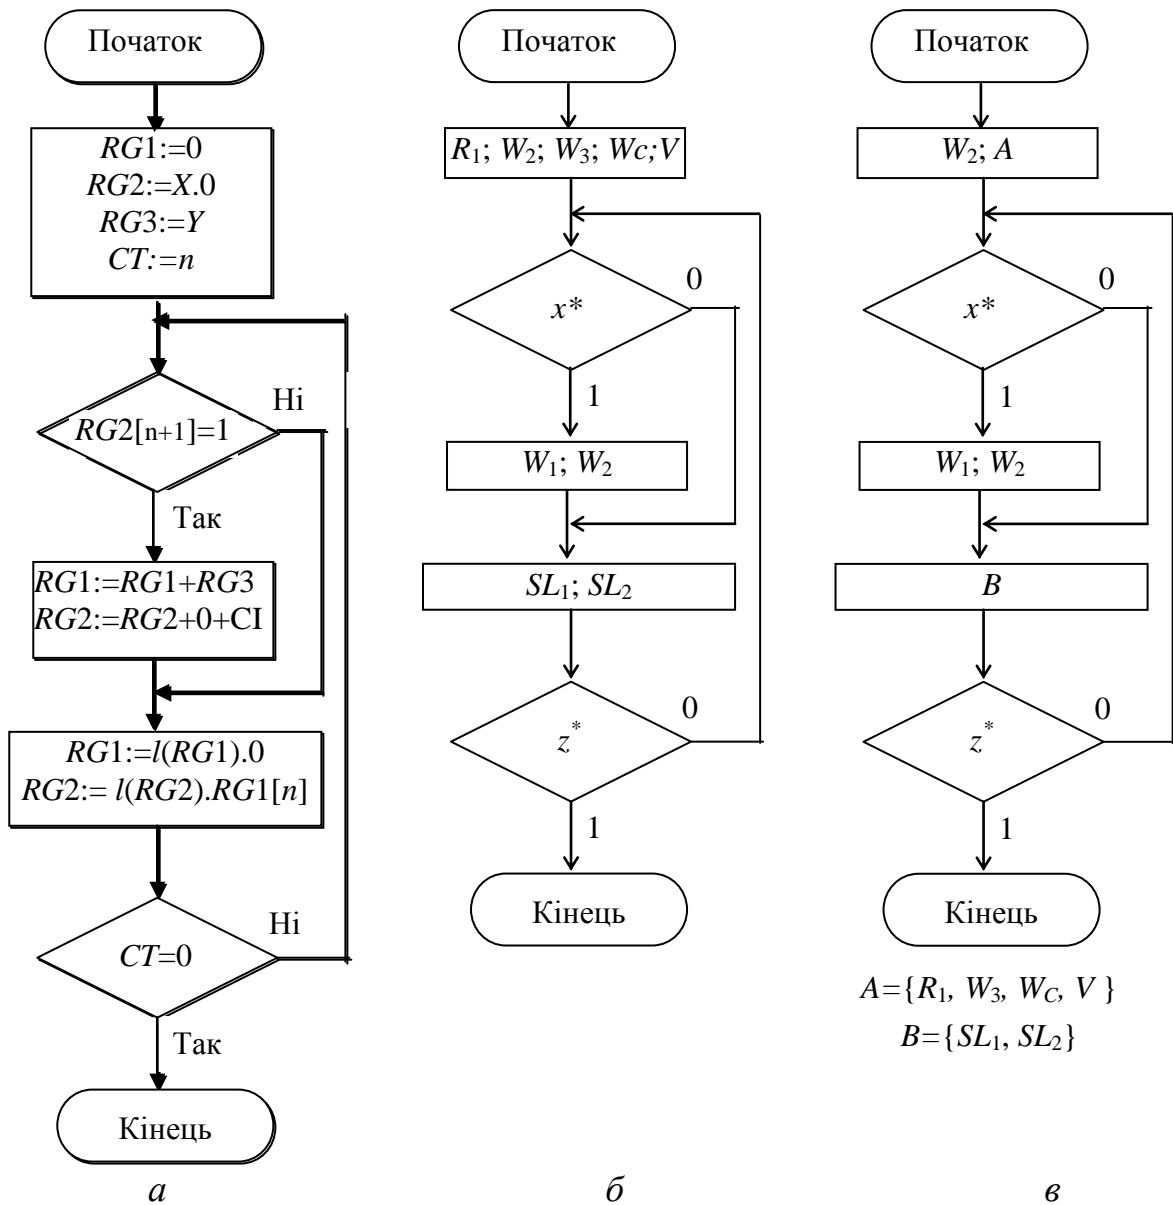 Початок
RG1:=0
RG2:=X.0
RG3:=Y
CT:=n
RG2[n+1]=1
Ні
Так
RG1:=RG1+RG3
RG2:=RG2+0+CI
RG1:=l(RG1).0
RG2:= l(RG2).RG1[n]
CT=0
Ні
Так
Кінець
а
Початок
R₁; W₂; W₃; Wc;V
x*
0
1
W₁; W₂
SL₁; SL₂
z*
0
1
Кінець
б
Початок
W₂; A
x*
0
1
W₁; W₂
B
z*
0
1
Кінець
A={R₁, W₃, W_C, V }
B={SL₁, SL₂}
в